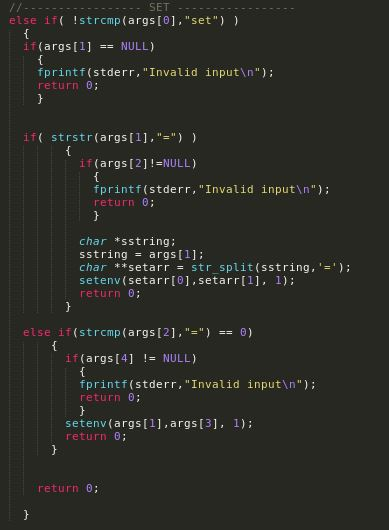 //----------------- SET -----------------
else if( !strcmp(args[0],"set") )
{
if(args[1] == NULL)
{
fprintf(stderr,"Invalid input\n");
return 0;
}
if( strstr(args[1],"=") )
{
if(args[2]!=NULL)
{
fprintf(stderr,"Invalid input\n");
return 0;
}
char *sstring;
sstring = args[1];
char **setarr = str_split(sstring,'=');
setenv(setarr[0],setarr[1], 1);
return 0;
}
else if(strcmp(args[2],"=") == 0)
{
if(args[4] != NULL)
{
fprintf(stderr,"Invalid input\n");
return 0;
}
setenv(args[1],args[3], 1);
return 0;
}
return 0;
}